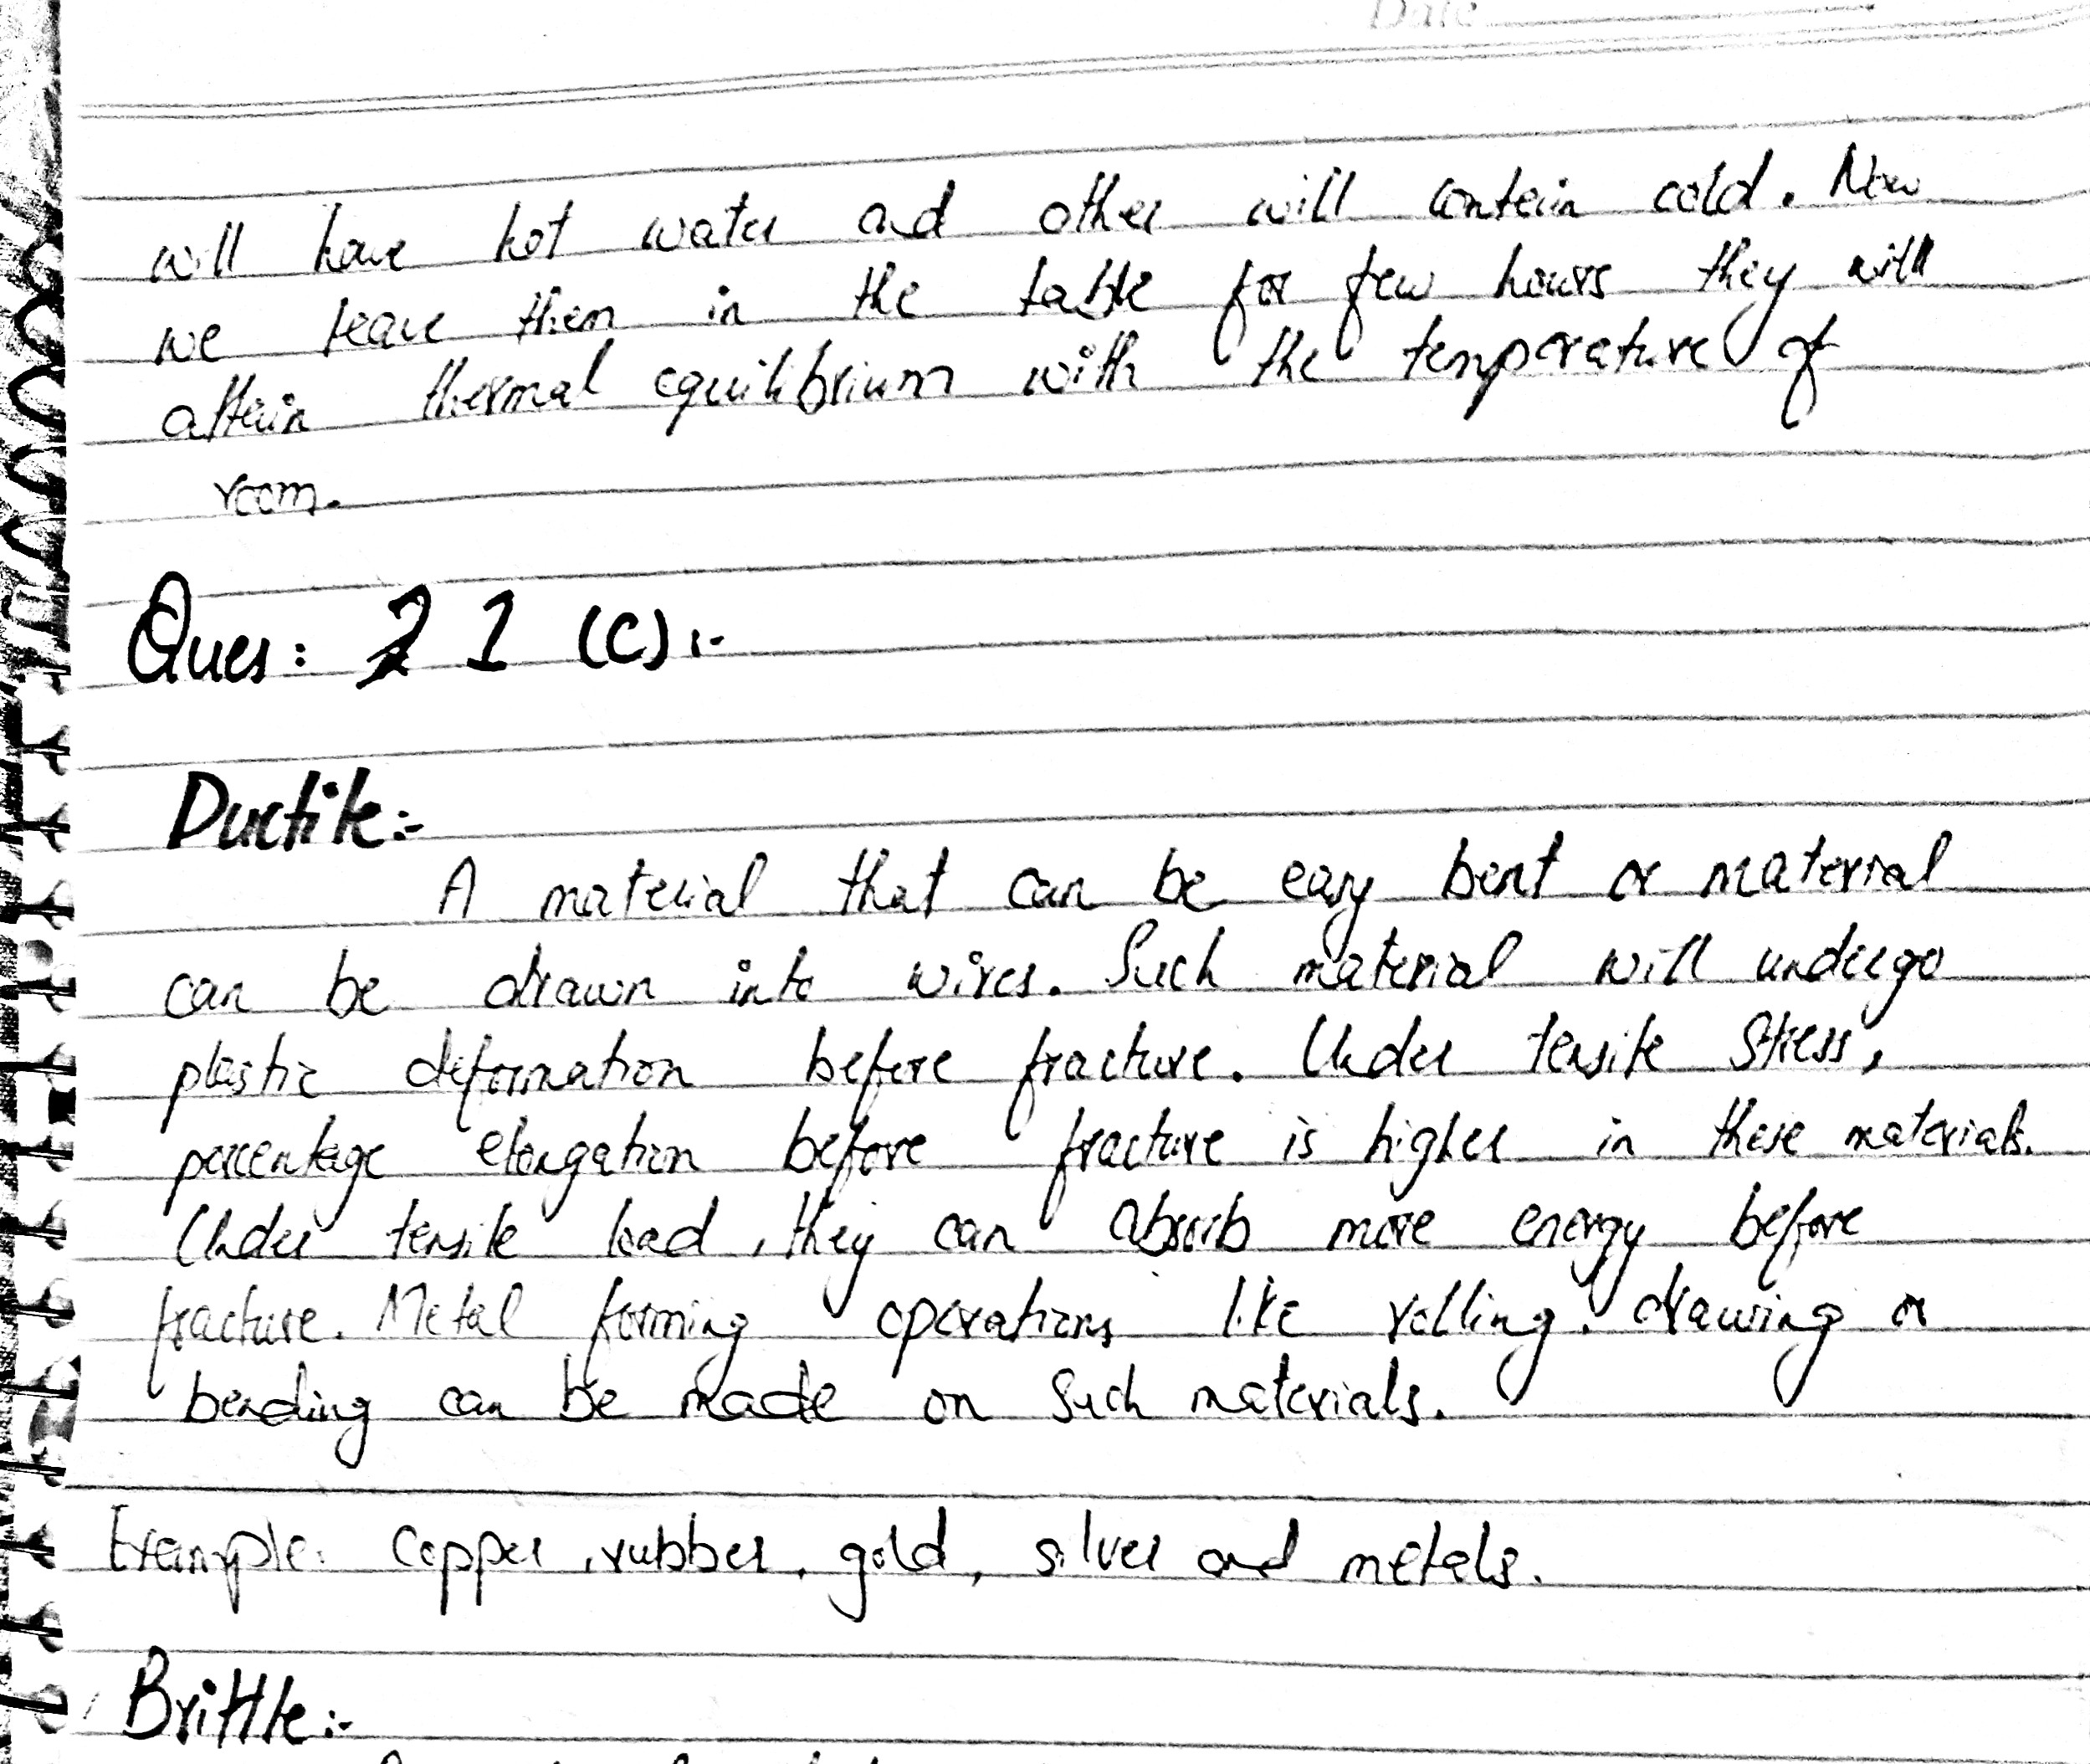 Date
will have hot water and other will contein cold. Now
we leave them in the table for few hours they will
attain thermal equilibrium with the temperature of
room.
Ques: 2 1 (C):-
Ductile:-
A material that can be easy bent or material
can be drawn into wires. Such material will undergo
plastic deformation before fracture. Under tensile stress,
percentage elongation before fracture is higher in these materials.
Under tensile load, they can absorb more energy before
fracture. Metal forming operations like rolling, drawing or
bending can be made on such materials.
Example: Copper, rubber, gold, silver and metals.
Brittle:-